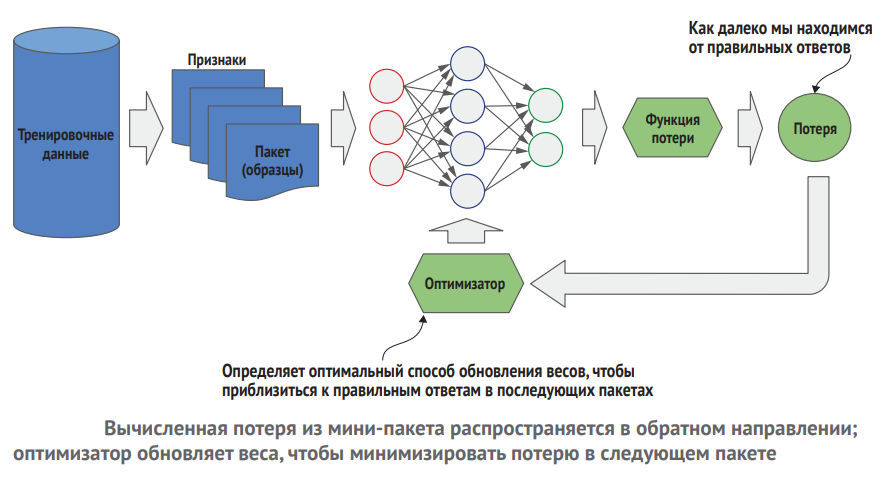 Как далеко мы находимся
от правильных ответов
Признаки
Тренировочные
данные
Пакет
(образцы)
Функция
потери
Потеря
Оптимизатор
Определяет оптимальный способ обновления весов, чтобы
приблизиться к правильным ответам в последующих пакетах
Вычисленная потеря из мини-пакета распространяется в обратном направлении;
оптимизатор обновляет веса, чтобы минимизировать потерю в следующем пакете